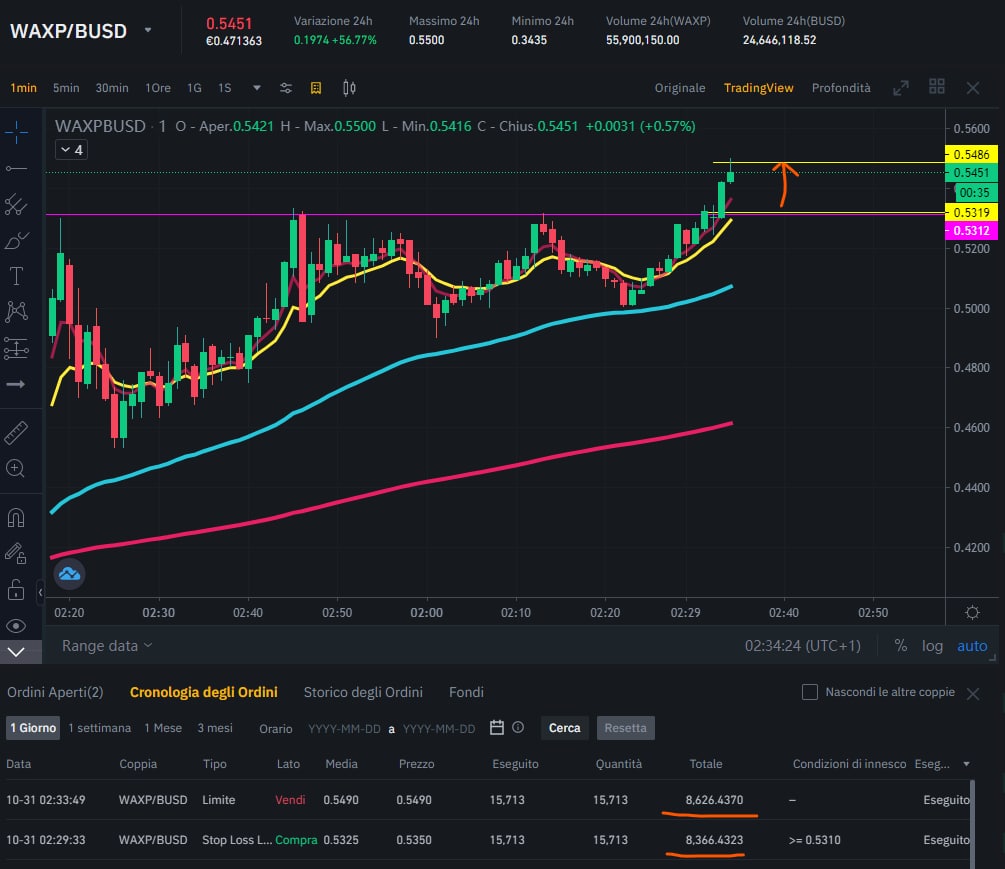 WAXP/BUSD
0.5451
€0.471363
Variazione 24h
0.1974 +56.77%
Massimo 24h
0.5500
Minimo 24h
0.3435
Volume 24h(WAXP)
55,900,150.00
Volume 24h(BUSD)
24,646,118.52
1min 5min 30min 1Ore 1G 1S
Originale TradingView Profondità
WAXPBUSD · 1 O - Aper.0.5421 H - Max.0.5500 L - Min.0.5416 C - Chius.0.5451 +0.0031 (+0.57%)
4
0.5600
0.5486
0.5451
00:35
0.5319
0.5312
0.5200
0.5000
0.4800
0.4600
0.4400
0.4200
02:20 02:30 02:40 02:50 02:00 02:10 02:20 02:29 02:40 02:50
Range data 02:34:24 (UTC+1) % log auto
Ordini Aperti(2) Cronologia degli Ordini Storico degli Ordini Fondi Nascondi le altre coppie
1 Giorno 1 settimana 1 Mese 3 mesi Orario YYYY-MM-DD a YYYY-MM-DD Cerca Resetta
Data Coppia Tipo Lato Media Prezzo Eseguito Quantità Totale Condizioni di innesco Eseg...
10-31 02:33:49 WAXP/BUSD Limite Vendi 0.5490 0.5490 15,713 15,713 8,626.4370 – Eseguito
10-31 02:29:33 WAXP/BUSD Stop Loss L... Compra 0.5325 0.5350 15,713 15,713 8,366.4323 >= 0.5310 Eseguito